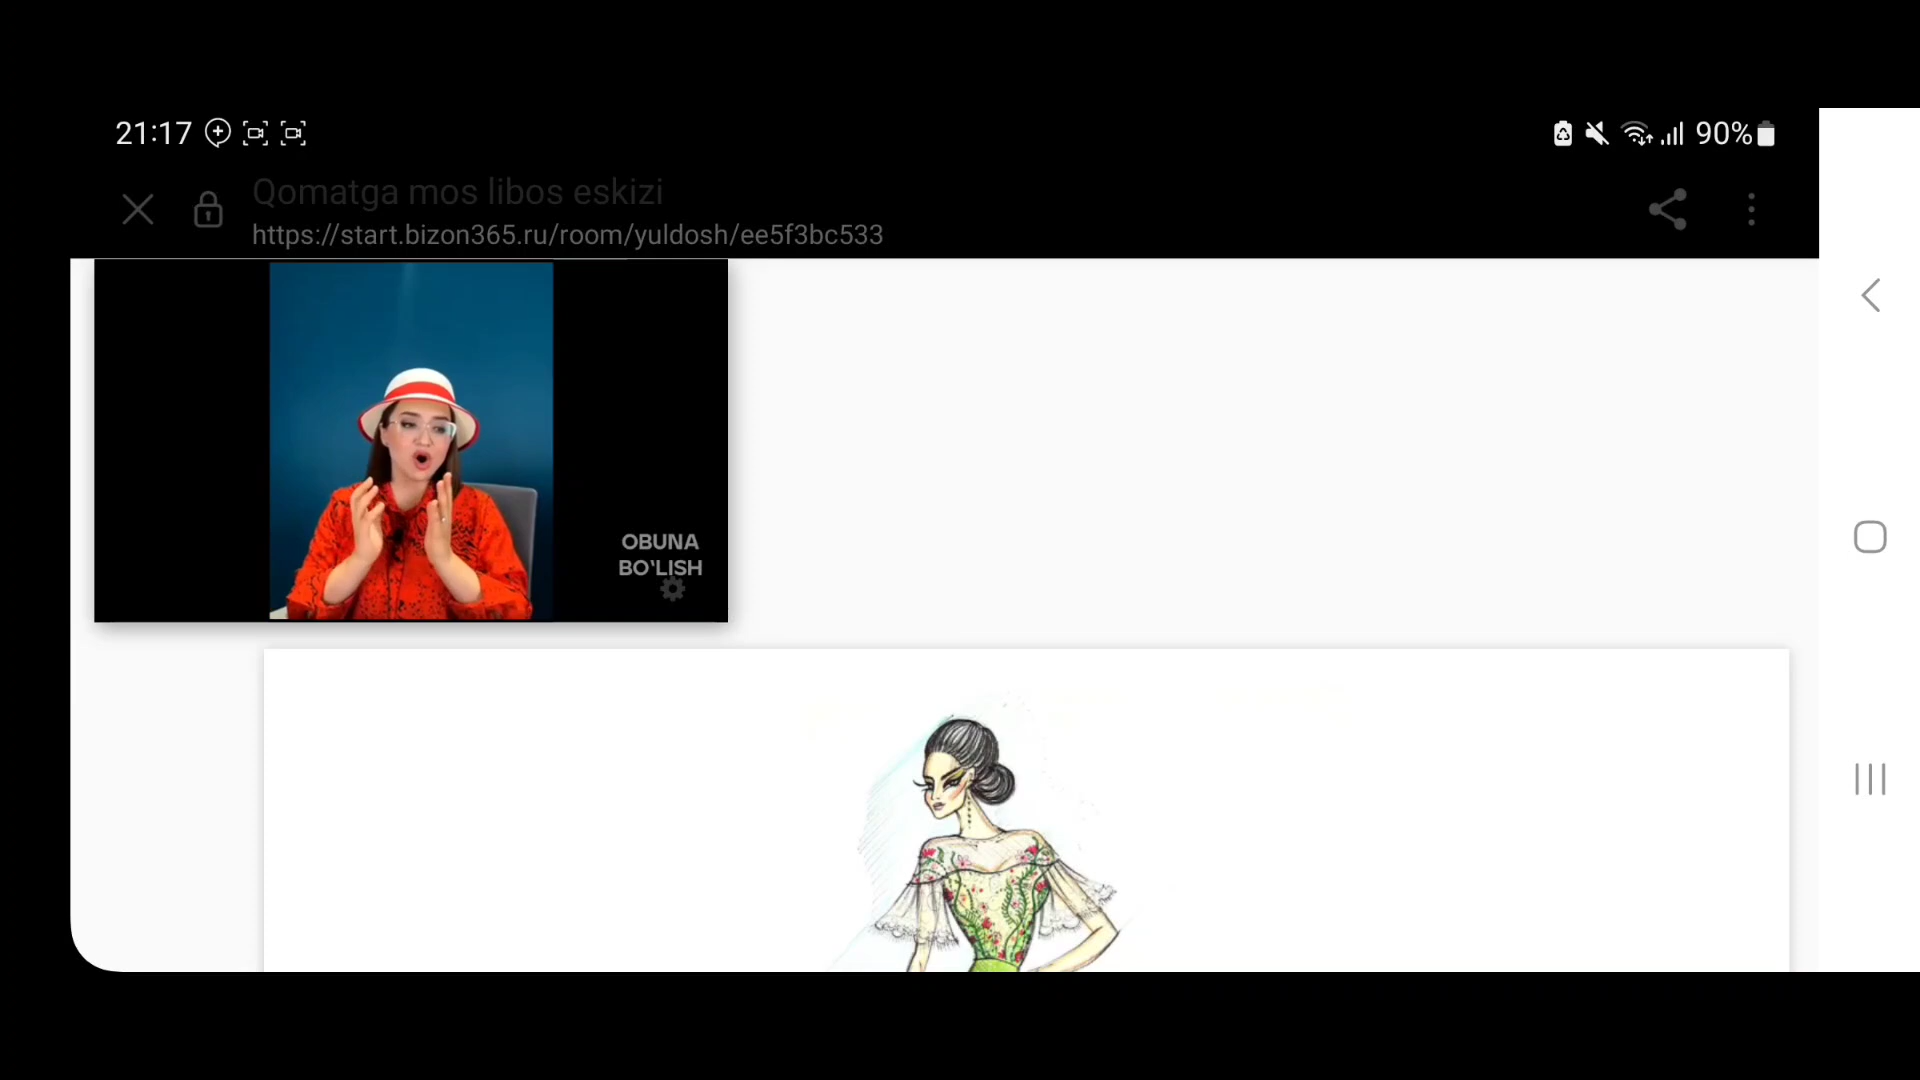 21:17
90%
Qomatga mos libos eskizi
https://start.bizon365.ru/room/yuldosh/ee5f3bc533
OBUNA
BO'LISH